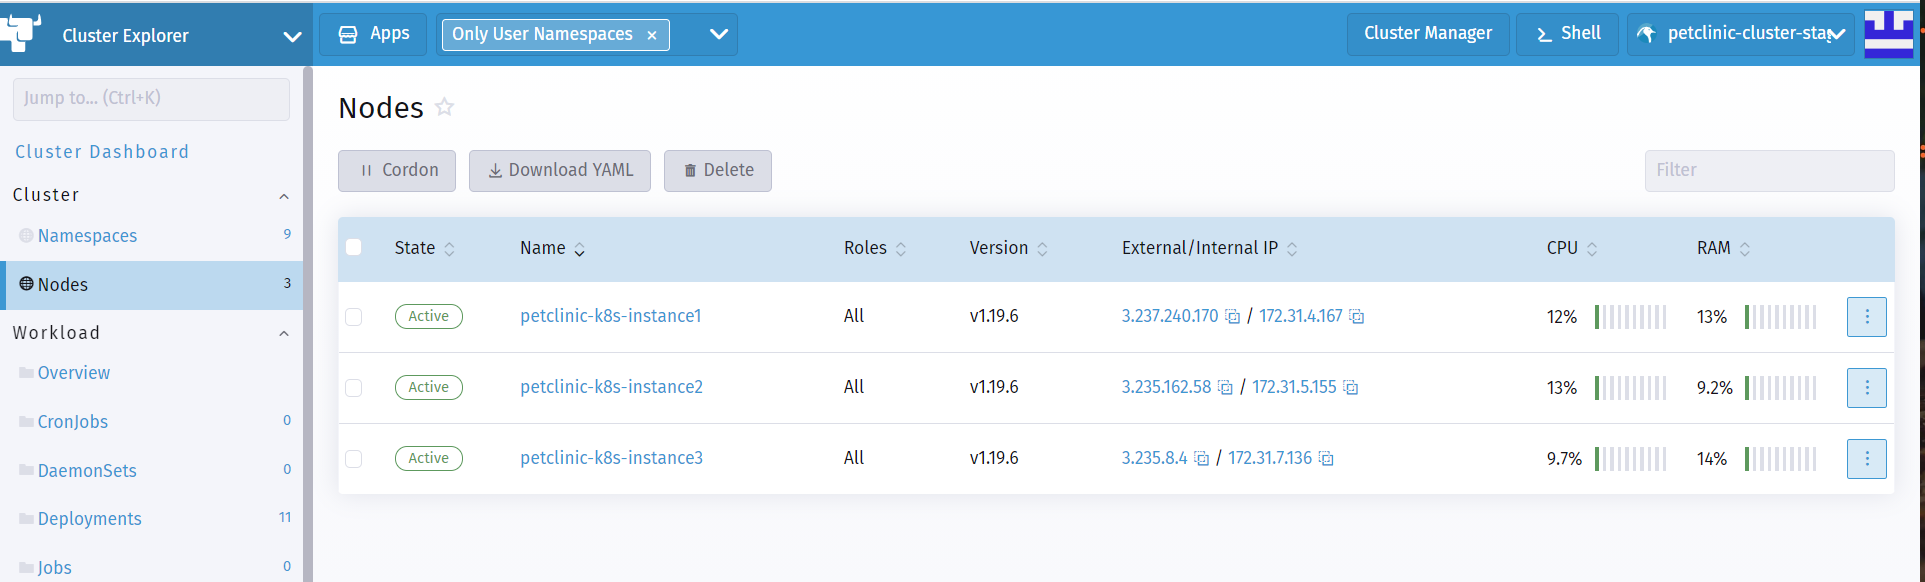 Cluster Explorer
Apps
Only User Namespaces ×
Cluster Manager
Shell
petclinic-cluster-sta
Jump to... (Ctrl+K)
Cluster Dashboard
Cluster
Namespaces 9
Nodes 3
Workload
Overview
CronJobs 0
DaemonSets 0
Deployments 11
Jobs 0
Nodes
Cordon Download YAML Delete
Filter
State Name Roles Version External/Internal IP CPU RAM
Active petclinic-k8s-instance1 All v1.19.6 3.237.240.170 / 172.31.4.167 12% 13%
Active petclinic-k8s-instance2 All v1.19.6 3.235.162.58 / 172.31.5.155 13% 9.2%
Active petclinic-k8s-instance3 All v1.19.6 3.235.8.4 / 172.31.7.136 9.7% 14%